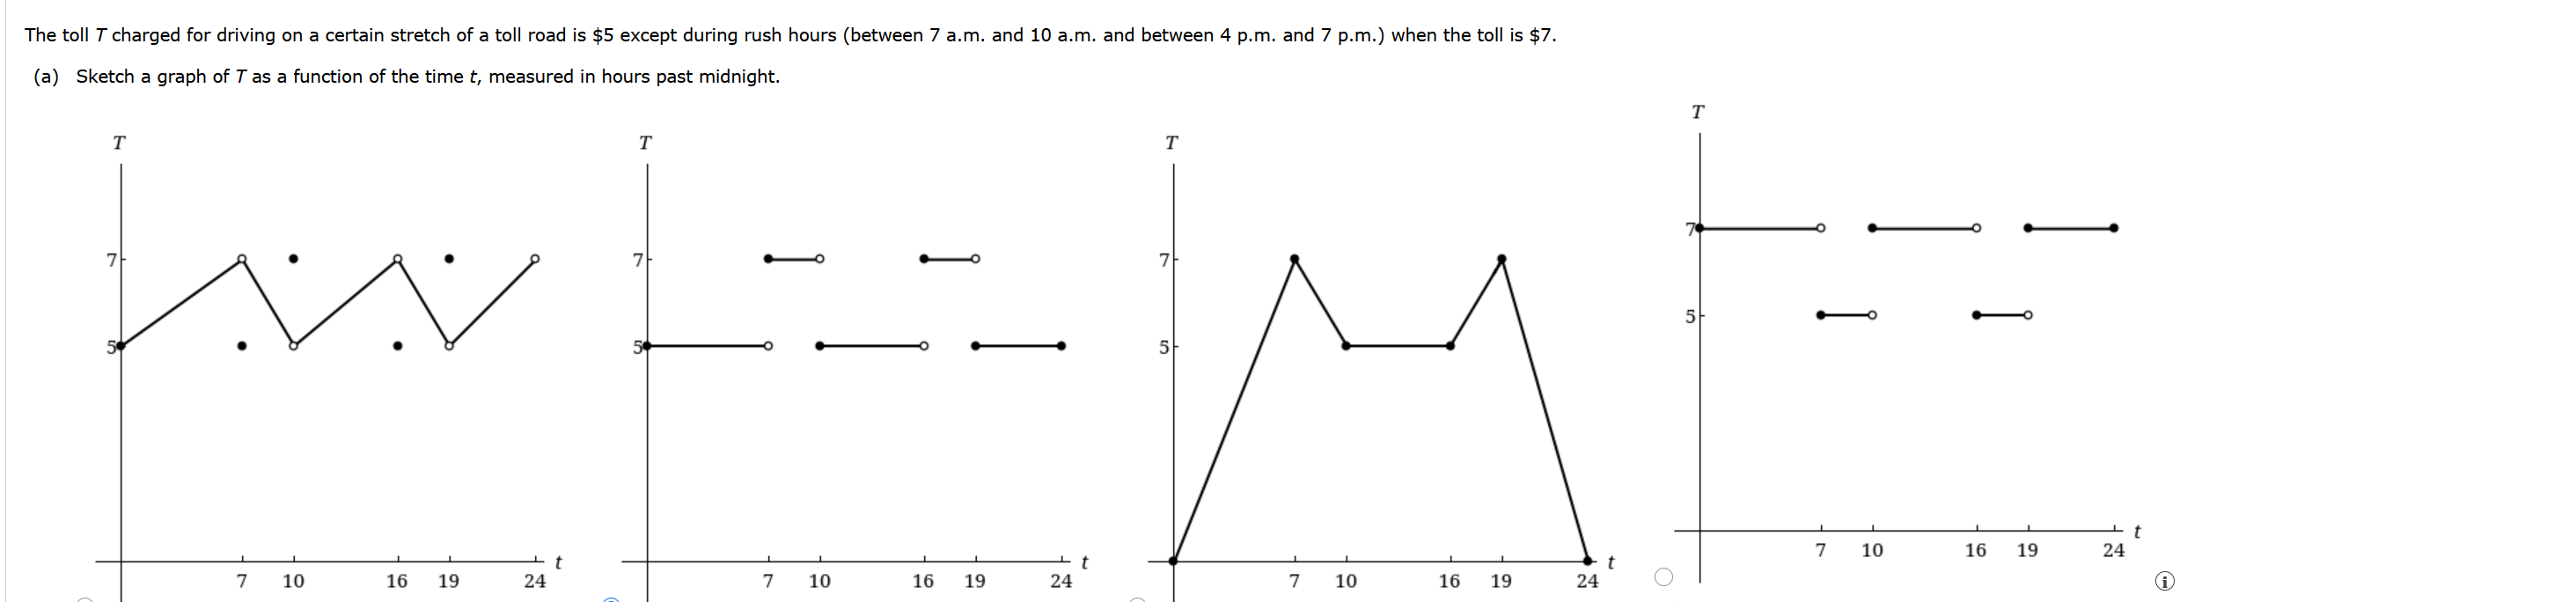 The toll T charged for driving on a certain stretch of a toll road is $5 except during rush hours (between 7 a.m. and 10 a.m. and between 4 p.m. and 7 p.m.) when the toll is $7.
(a) Sketch a graph of T as a function of the time t, measured in hours past midnight.
T
7
5
t
7 10 16 19 24
T
7
5
t
7 10 16 19 24
T
7
5
t
7 10 16 19 24
T
7
5
t
7 10 16 19 24
i